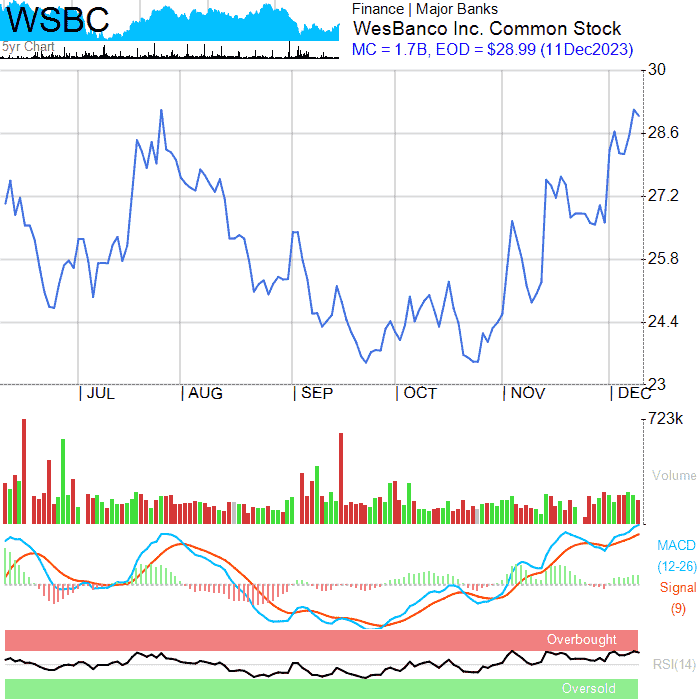 WSBC
5yr Chart
Finance | Major Banks
WesBanco Inc. Common Stock
MC = 1.7B, EOD = $28.99 (11Dec2023)
30
28.6
27.2
25.8
24.4
23
| JUL | AUG | SEP | OCT | NOV | DEC
723k
Volume
MACD
(12-26)
Signal
(9)
Overbought
RSI(14)
Oversold